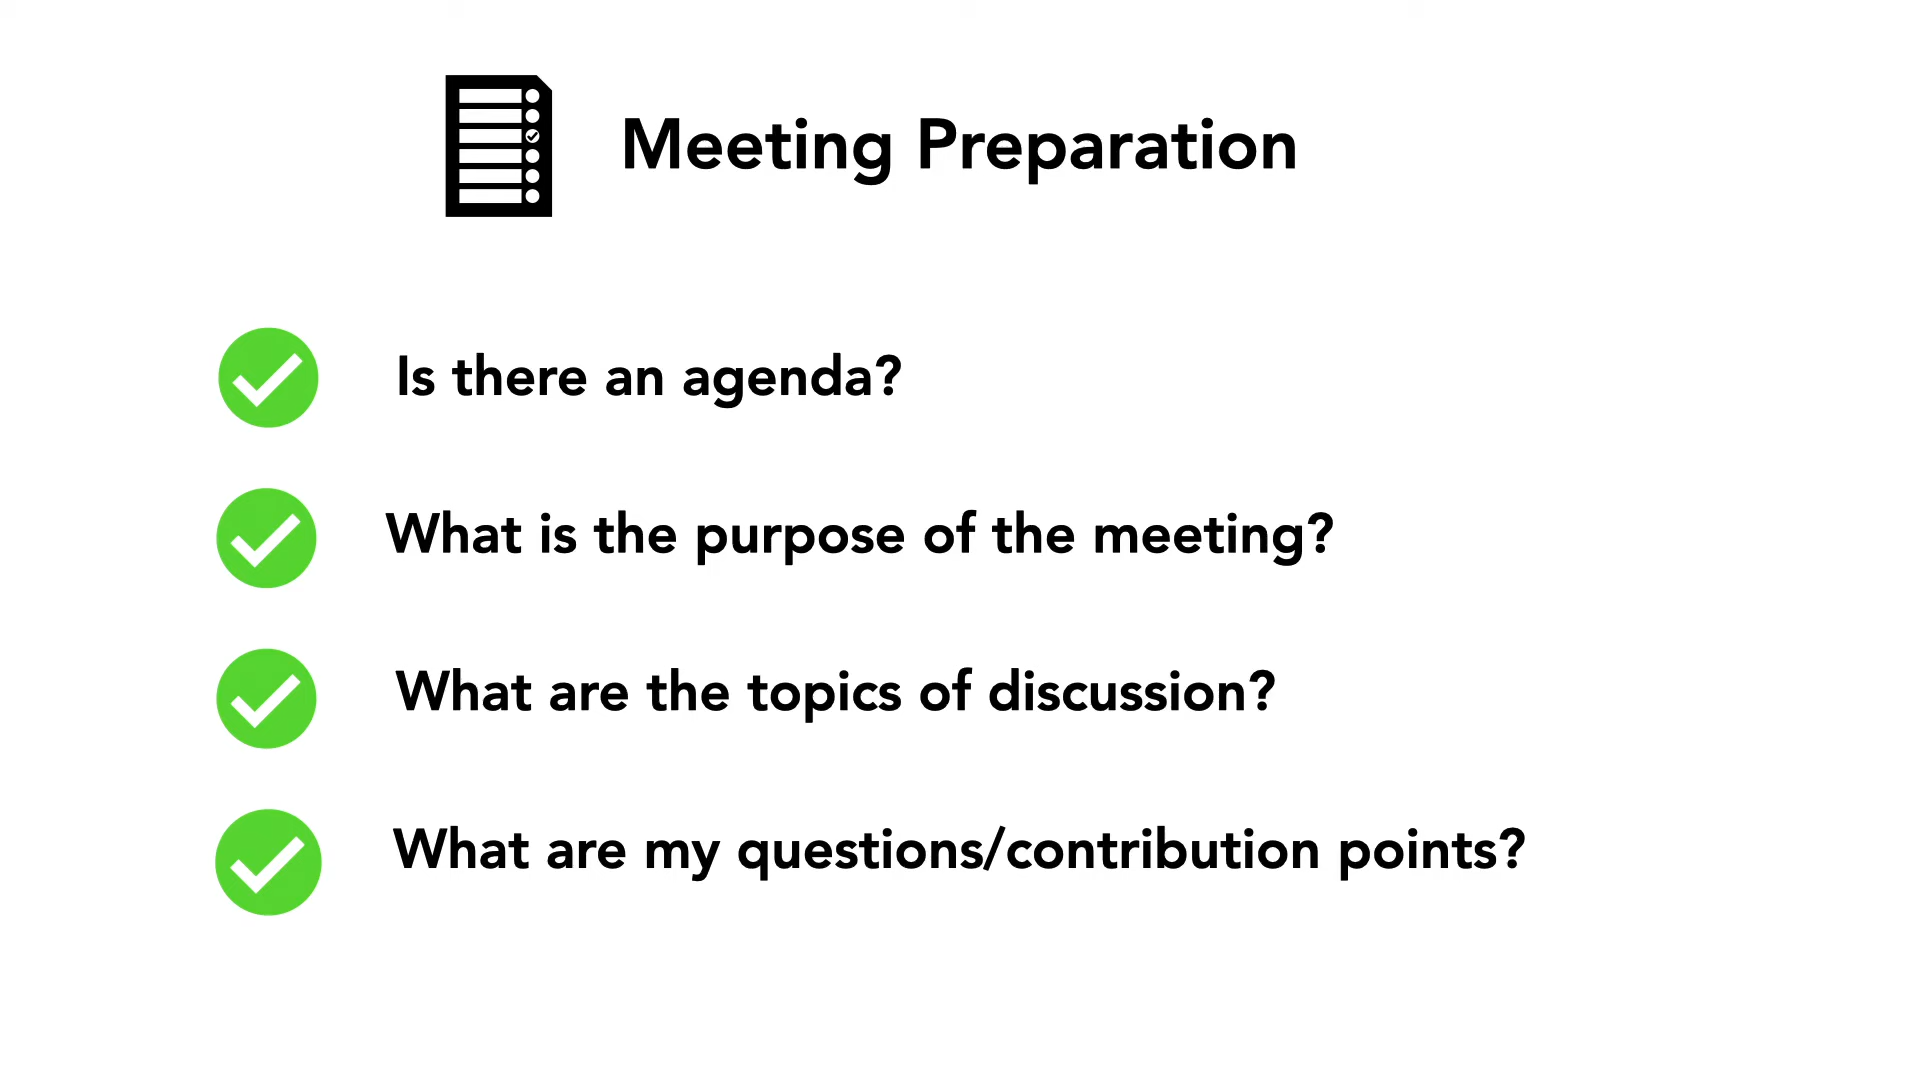 Meeting Preparation
Is there an agenda?
What is the purpose of the meeting?
What are the topics of discussion?
What are my questions/contribution points?